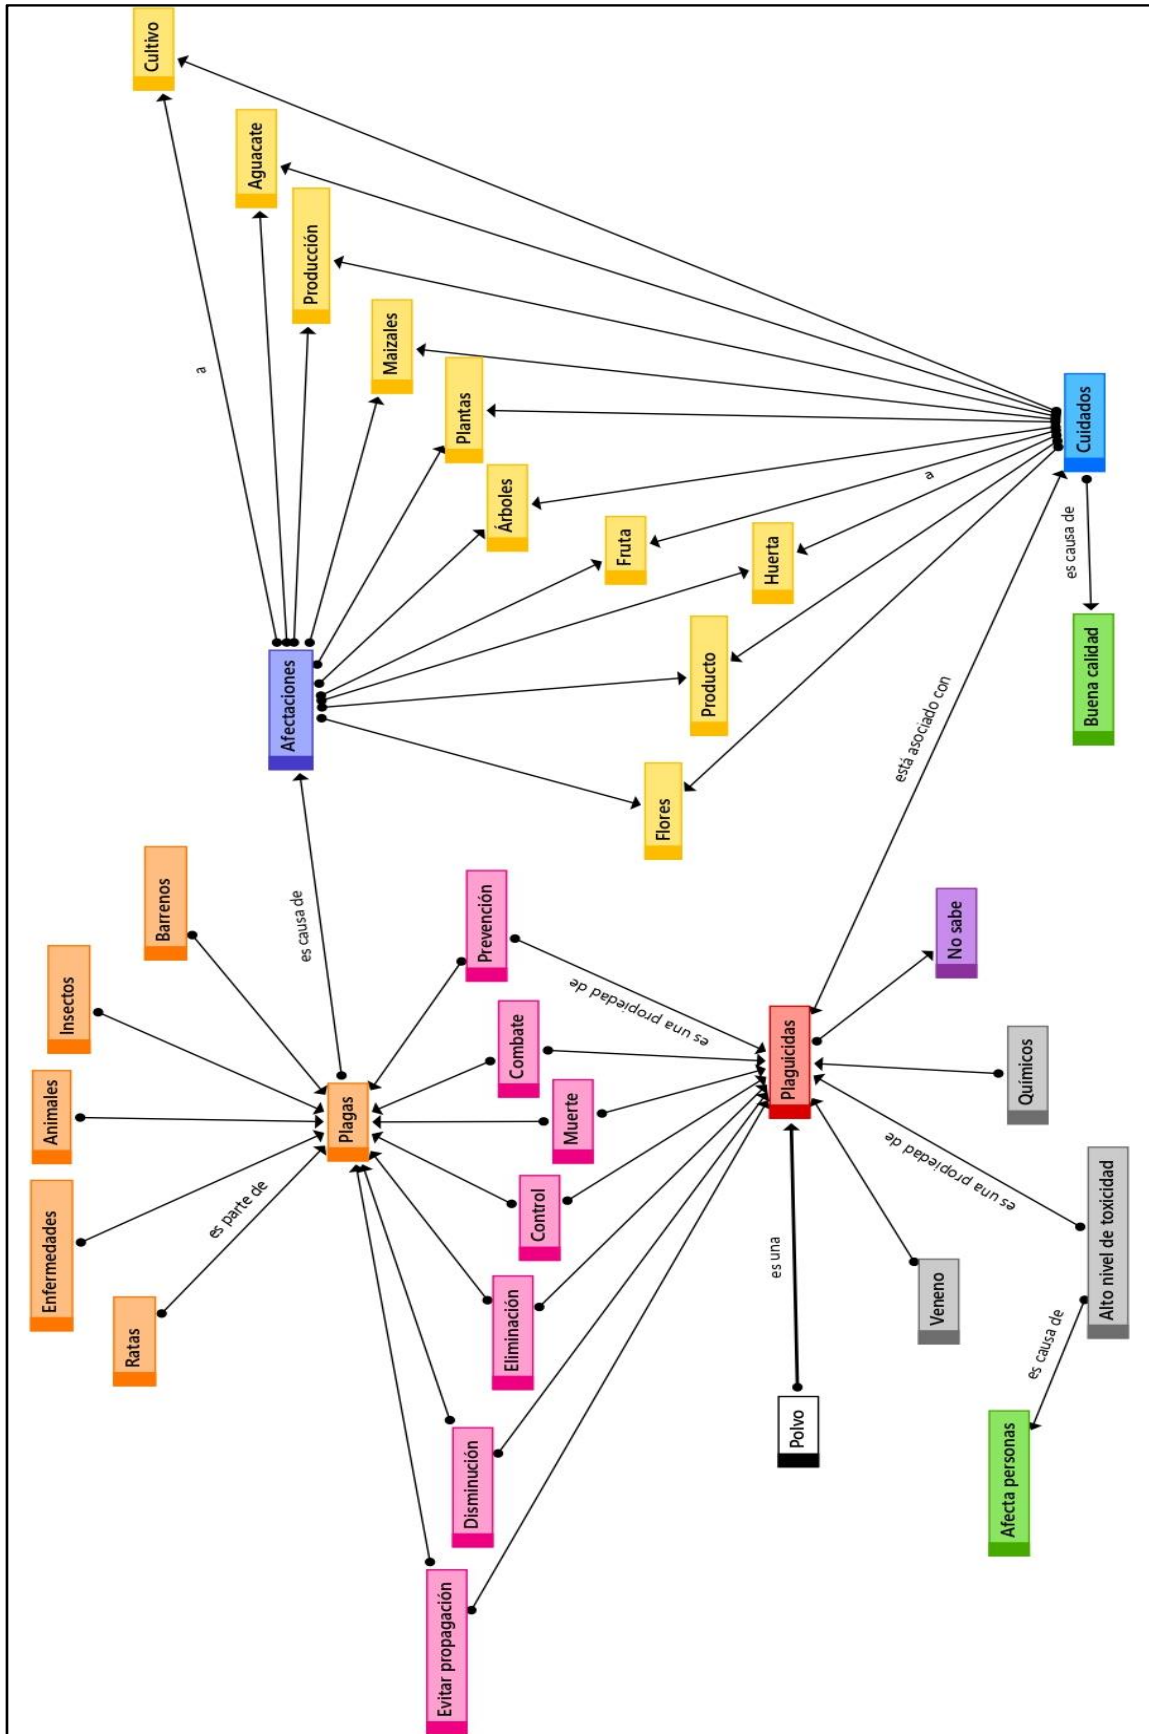 Enfermedades
Animales
Insectos
Ratas
Barrenos
Cultivo
es parte de
a
Aguacate
Plagas
es causa de
Afectaciones
Producción
Maizales
Evitar propagación
Disminución
Eliminación
Control
Muerte
Combate
Prevención
Plantas
Árboles
es una propiedad de
Flores
Producto
Fruta
Huerta
Polvo
es una
Plaguicidas
está asociado con
a
Veneno
No sabe
es una propiedad de
Químicos
Afecta personas
es causa de
Alto nivel de toxicidad
Buena calidad
es causa de
Cuidados